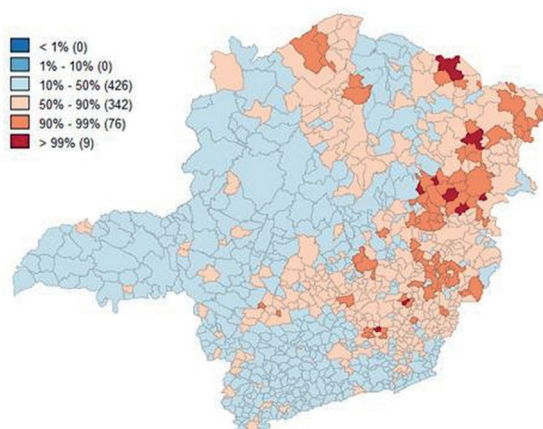 < 1% (0)
1% - 10% (0)
10% - 50% (426)
50% - 90% (342)
90% - 99% (76)
> 99% (9)